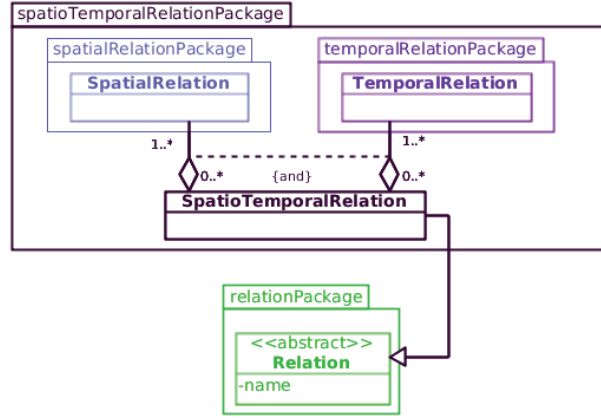 spatioTemporalRelationPackage
spatialRelationPackage
temporalRelationPackage
SpatialRelation
TemporalRelation
1..*
1..*
0..*
{and}
0..*
SpatioTemporalRelation
relationPackage
<<abstract>>
Relation
-name